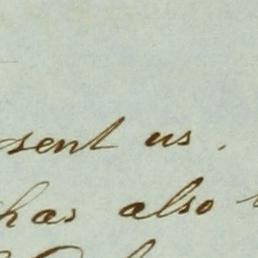 sent us.
has also